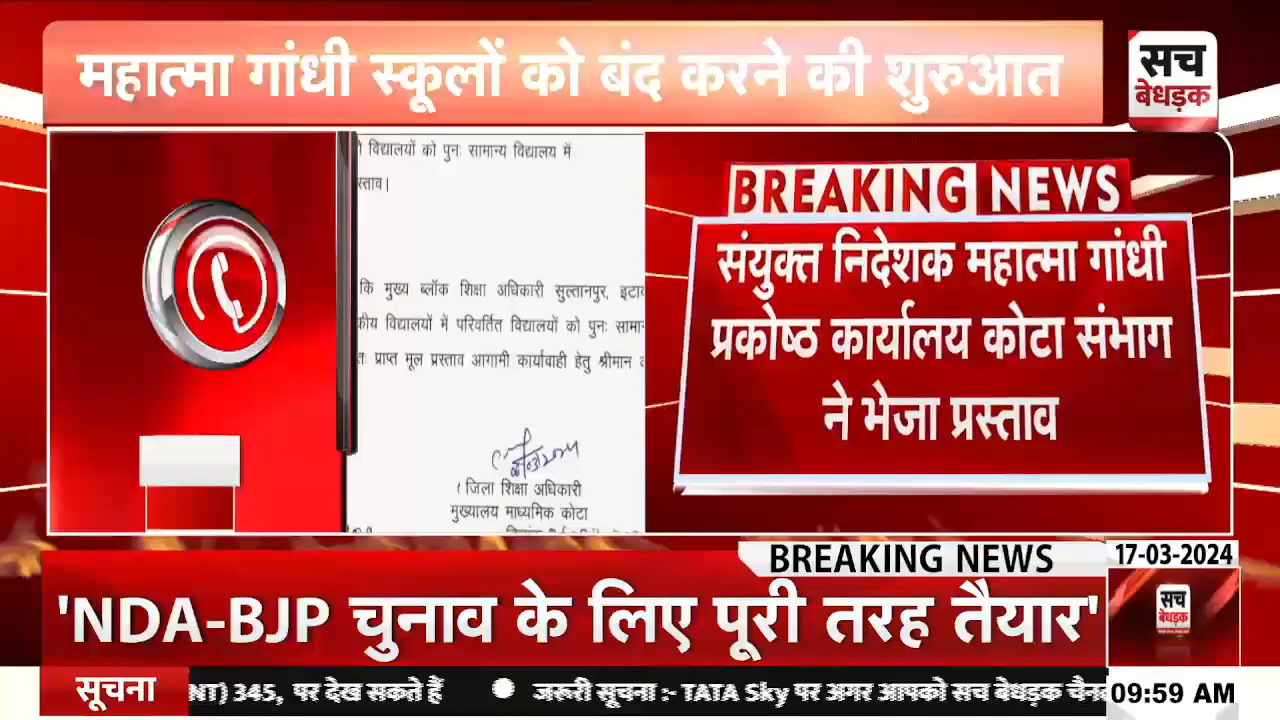 महात्मा गांधी स्कूलों को बंद करने की शुरुआत
सच
बेधड़क
विद्यालयों को पुनः सामान्य विद्यालय में
स्ताव।
कि मुख्य ब्लॉक शिक्षा अधिकारी सुल्तानपुर, इटाव
कीय विद्यालयों में परिवर्तित विद्यालयों को पुनः सामान
प्राप्त मूल प्रस्ताव आगामी कार्यावाही हेतु श्रीमान
जिला शिक्षा अधिकारी
मुख्यालय माध्यमिक कोटा
BREAKING NEWS
संयुक्त निदेशक महात्मा गांधी
प्रकोष्ठ कार्यालय कोटा संभाग
ने भेजा प्रस्ताव
BREAKING NEWS
17-03-2024
'NDA-BJP चुनाव के लिए पूरी तरह तैयार'
सच
बेधड़क
सूचना
NT) 345, पर देख सकते हैं
जरूरी सूचना :- TATA Sky पर अगर आपको सच बेधड़क चैन
09:59 AM